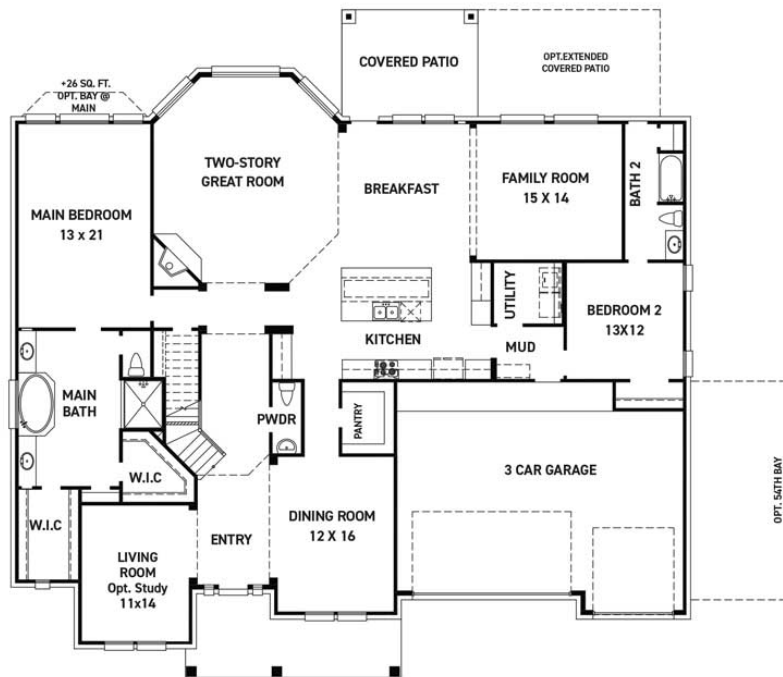 COVERED PATIO
OPT.EXTENDED
COVERED PATIO
+26 SQ. FT.
OPT. BAY @
MAIN
TWO-STORY
GREAT ROOM
BREAKFAST
FAMILY ROOM
15 X 14
BATH 2
MAIN BEDROOM
13 x 21
UTILITY
BEDROOM 2
13X12
KITCHEN
MUD
MAIN
BATH
PWDR
PANTRY
W.I.C
3 CAR GARAGE
OPT. 54TH BAY
W.I.C
ENTRY
DINING ROOM
12 X 16
LIVING
ROOM
Opt. Study
11x14